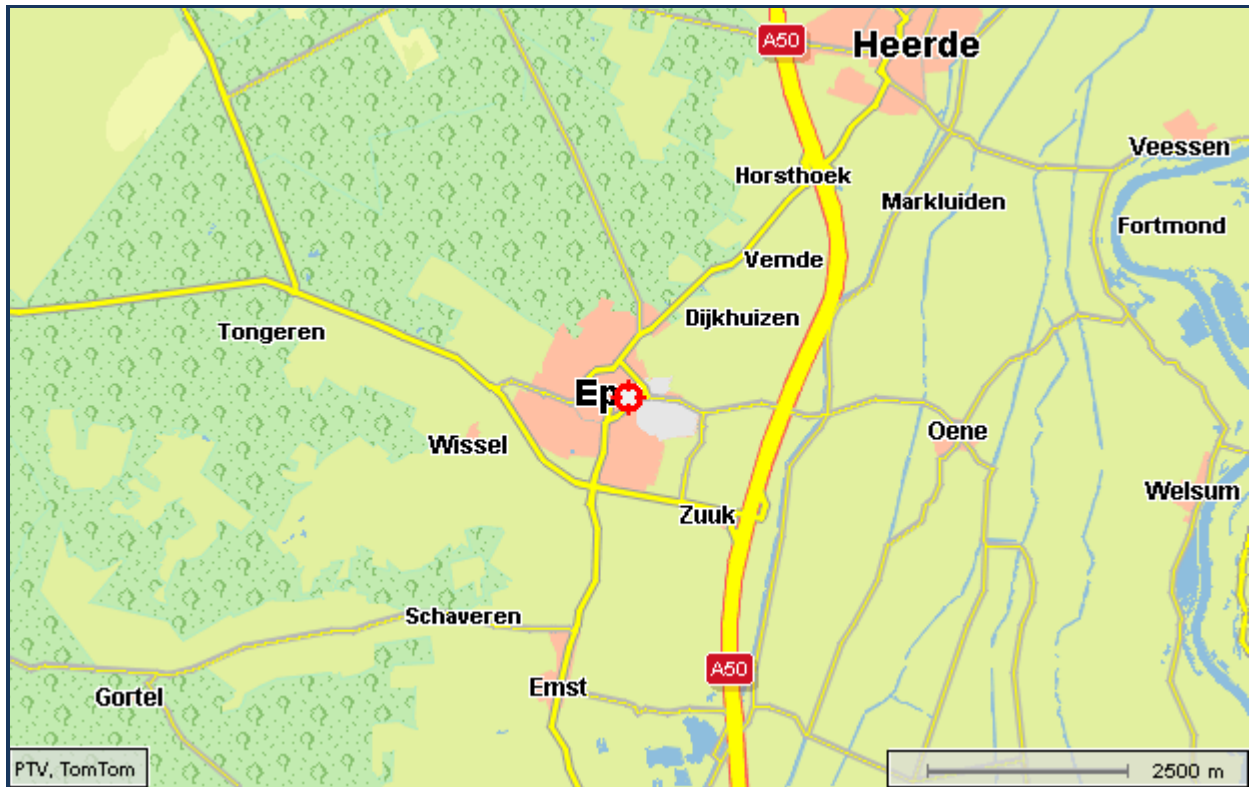 A50
Heerde
Veessen
Horsthoek
Markluiden
Fortmond
Vemde
Dijkhuizen
Tongeren
Ep
Oene
Wissel
Welsum
Zuuk
Schaveren
A50
Emst
Gortel
PTV, TomTom
2500 m